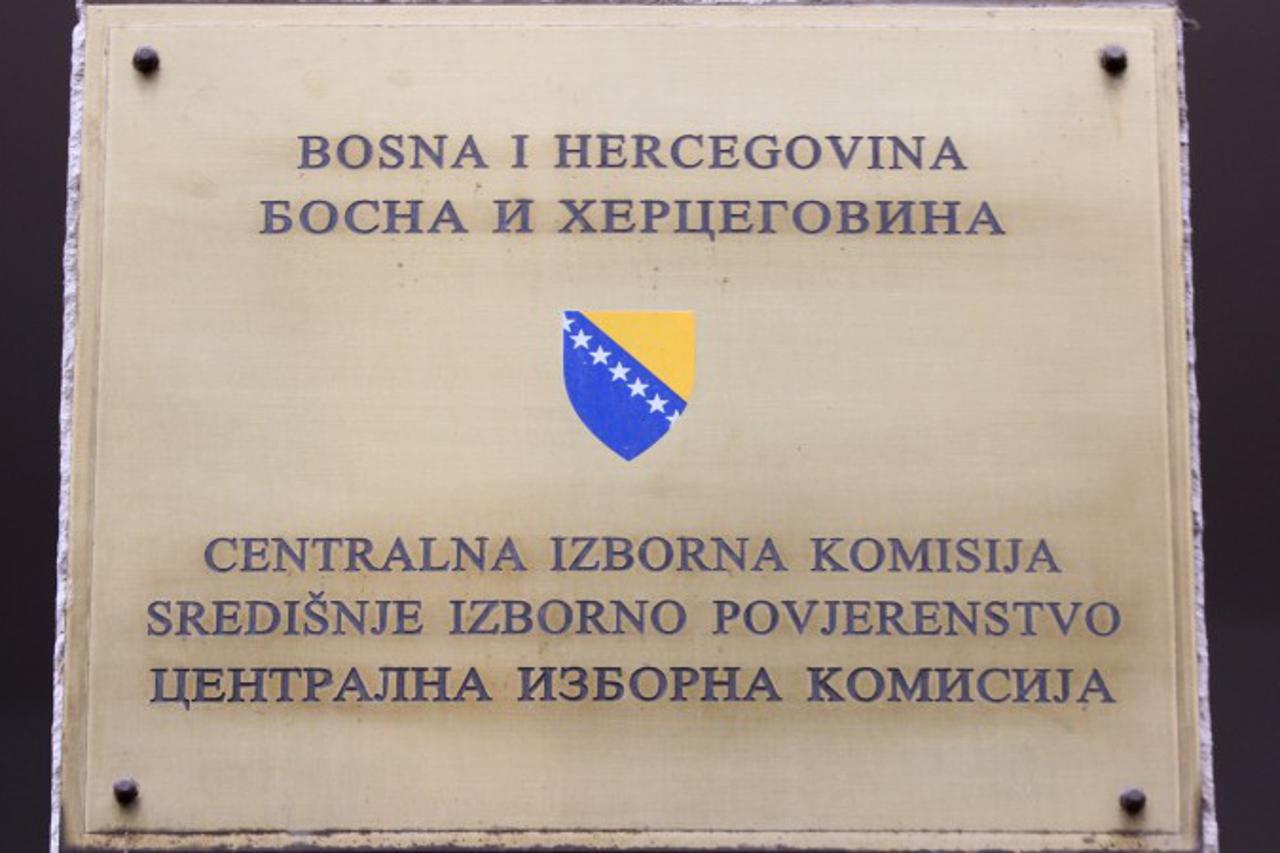 BOSNA I HERCEGOVINA
БОСНА И ХЕРЦЕГОВИНА
CENTRALNA IZBORNA KOMISIJA
SREDIŠNJE IZBORNO POVJERENSTVO
ЦЕНТРАЛНА ИЗБОРНА КОМИСИЈА